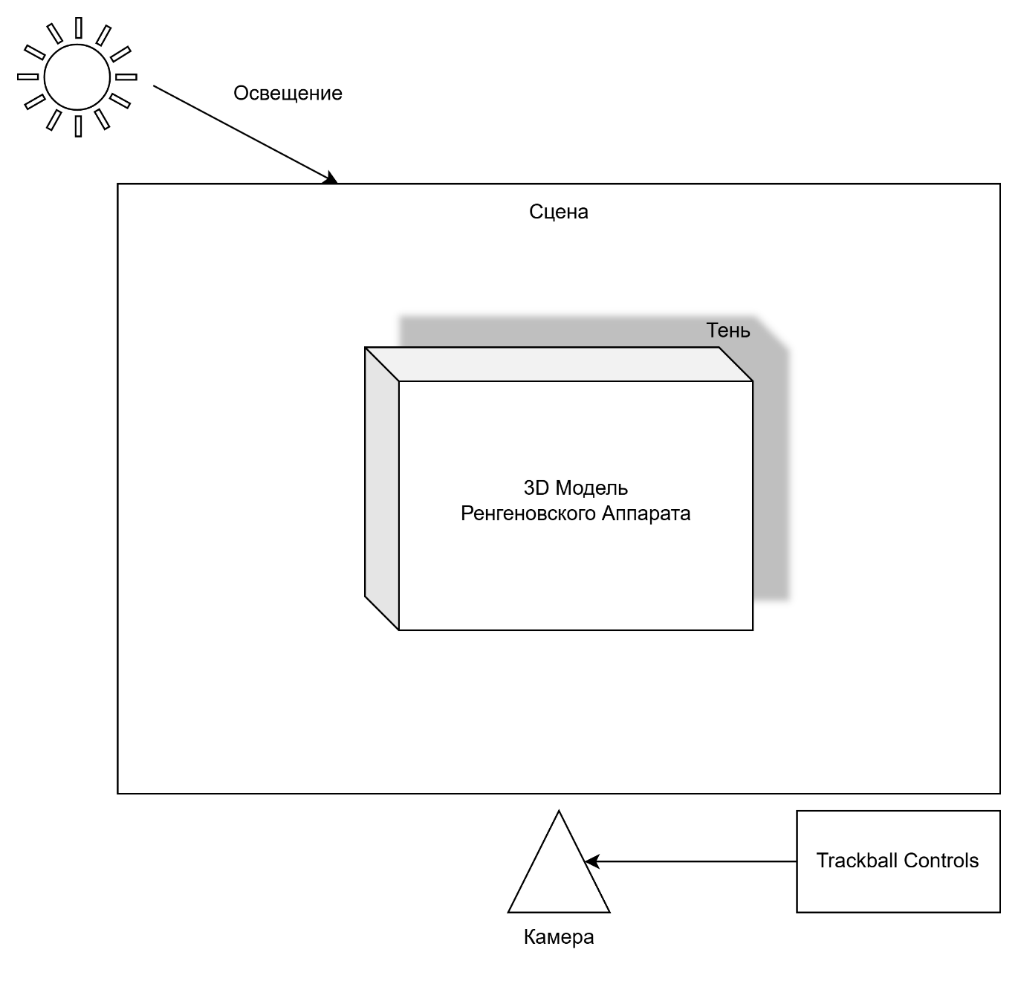 Освещение
Сцена
Тень
3D Модель
Ренгеновского Аппарата
Trackball Controls
Камера